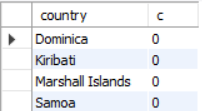 country c
Dominica 0
Kiribati 0
Marshall Islands 0
Samoa 0